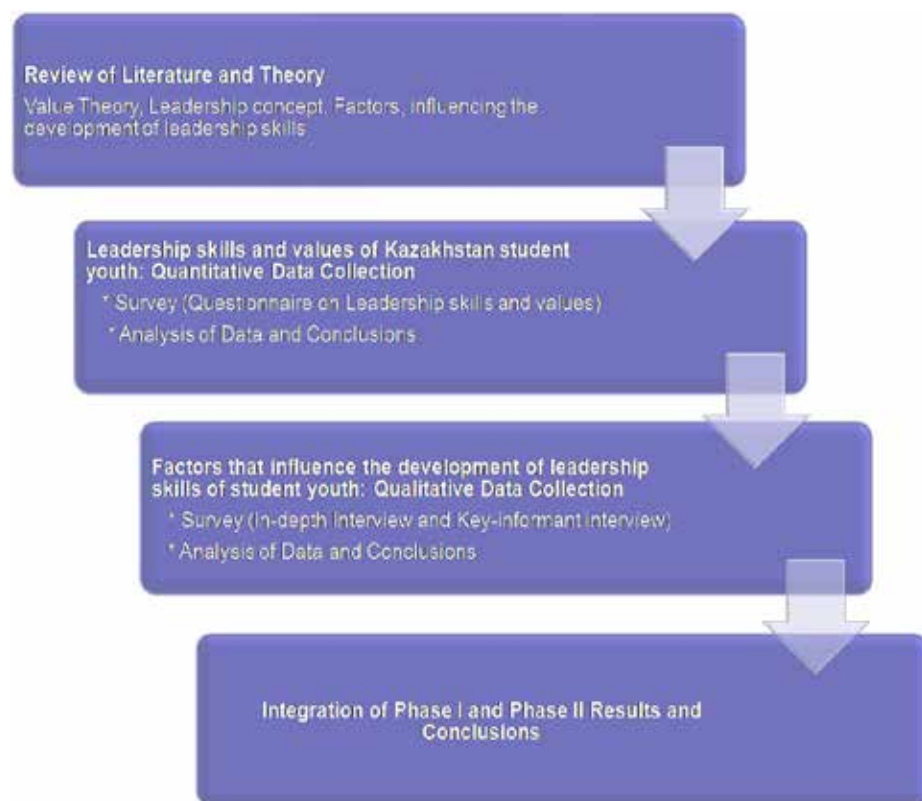 Review of Literature and Theory
Value Theory, Leadership concept, Factors, influencing the
development of leadership skills
Leadership skills and values of Kazakhstan student
youth: Quantitative Data Collection
* Survey (Questionnaire on Leadership skills and values)
* Analysis of Data and Conclusions
Factors that influence the development of leadership
skills of student youth: Qualitative Data Collection
* Survey (In-depth Interview and Key-informant interview)
* Analysis of Data and Conclusions
Integration of Phase I and Phase II Results and
Conclusions